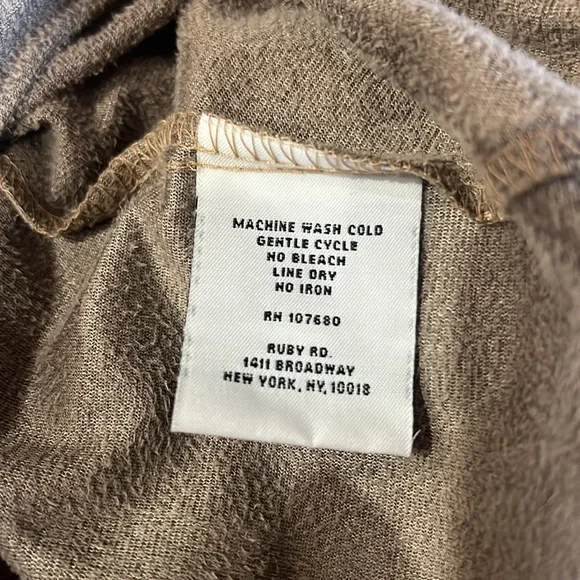 MACHINE WASH COLD
GENTLE CYCLE
NO BLEACH
LINE DRY
NO IRON
RN 107680
RUBY RD.
1411 BROADWAY
NEW YORK, NY, 10018